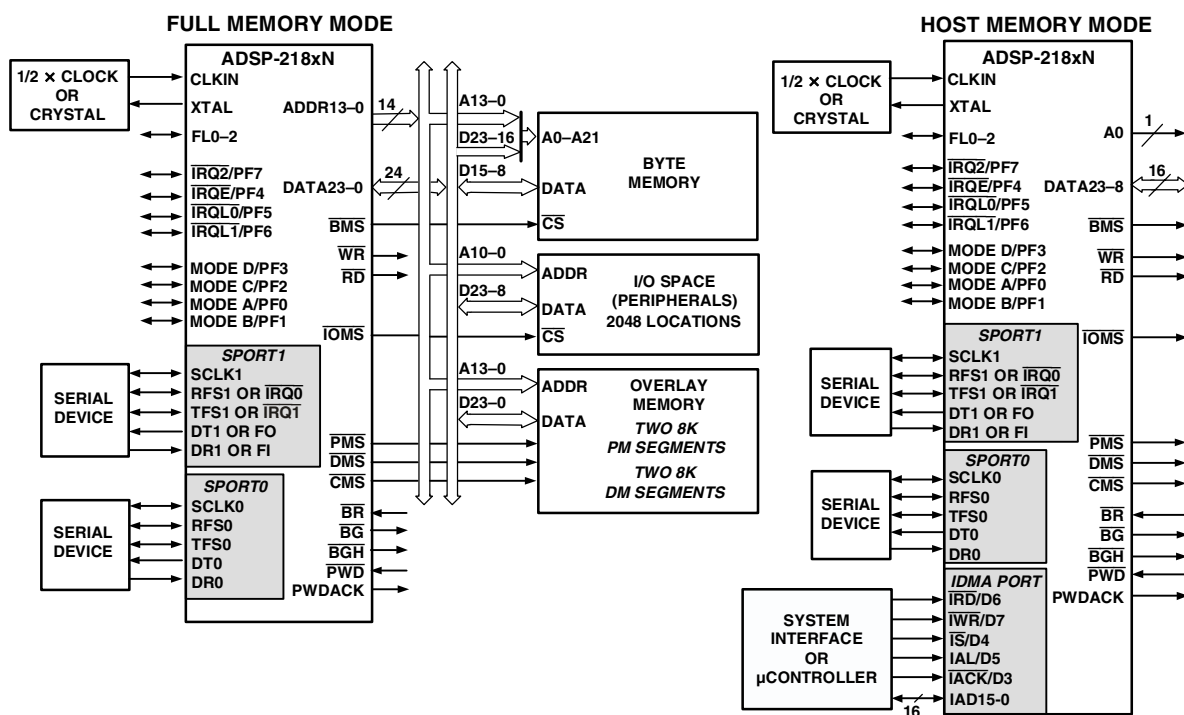 FULL MEMORY MODE
ADSP-218xN
1/2 × CLOCK
OR
CRYSTAL
CLKIN
XTAL
FL0–2
IRQ2/PF7
IRQE/PF4
IRQL0/PF5
IRQL1/PF6
MODE D/PF3
MODE C/PF2
MODE A/PF0
MODE B/PF1
SPORT1
SCLK1
RFS1 OR IRQ0
TFS1 OR IRQ1
DT1 OR FO
DR1 OR FI
SERIAL
DEVICE
SPORT0
SCLK0
RFS0
TFS0
DT0
DR0
SERIAL
DEVICE
ADDR13–0
14
DATA23–0
24
BMS
WR
RD
IOMS
PMS
DMS
CMS
BR
BG
BGH
PWD
PWDACK
A13–0
D23–16
D15–8
A0–A21
DATA
CS
BYTE
MEMORY
A10–0
D23–8
ADDR
DATA
CS
I/O SPACE
(PERIPHERALS)
2048 LOCATIONS
A13–0
D23–0
ADDR
DATA
OVERLAY
MEMORY
TWO 8K
PM SEGMENTS
TWO 8K
DM SEGMENTS
HOST MEMORY MODE
ADSP-218xN
1/2 × CLOCK
OR
CRYSTAL
CLKIN
XTAL
FL0–2
IRQ2/PF7
IRQE/PF4
IRQL0/PF5
IRQL1/PF6
MODE D/PF3
MODE C/PF2
MODE A/PF0
MODE B/PF1
SPORT1
SCLK1
RFS1 OR IRQ0
TFS1 OR IRQ1
DT1 OR FO
DR1 OR FI
SERIAL
DEVICE
SPORT0
SCLK0
RFS0
TFS0
DT0
DR0
SERIAL
DEVICE
IDMA PORT
IRD/D6
IWR/D7
IS/D4
IAL/D5
IACK/D3
IAD15-0
16
SYSTEM
INTERFACE
OR
µCONTROLLER
A0
1
DATA23–8
16
BMS
WR
RD
IOMS
PMS
DMS
CMS
BR
BG
BGH
PWD
PWDACK